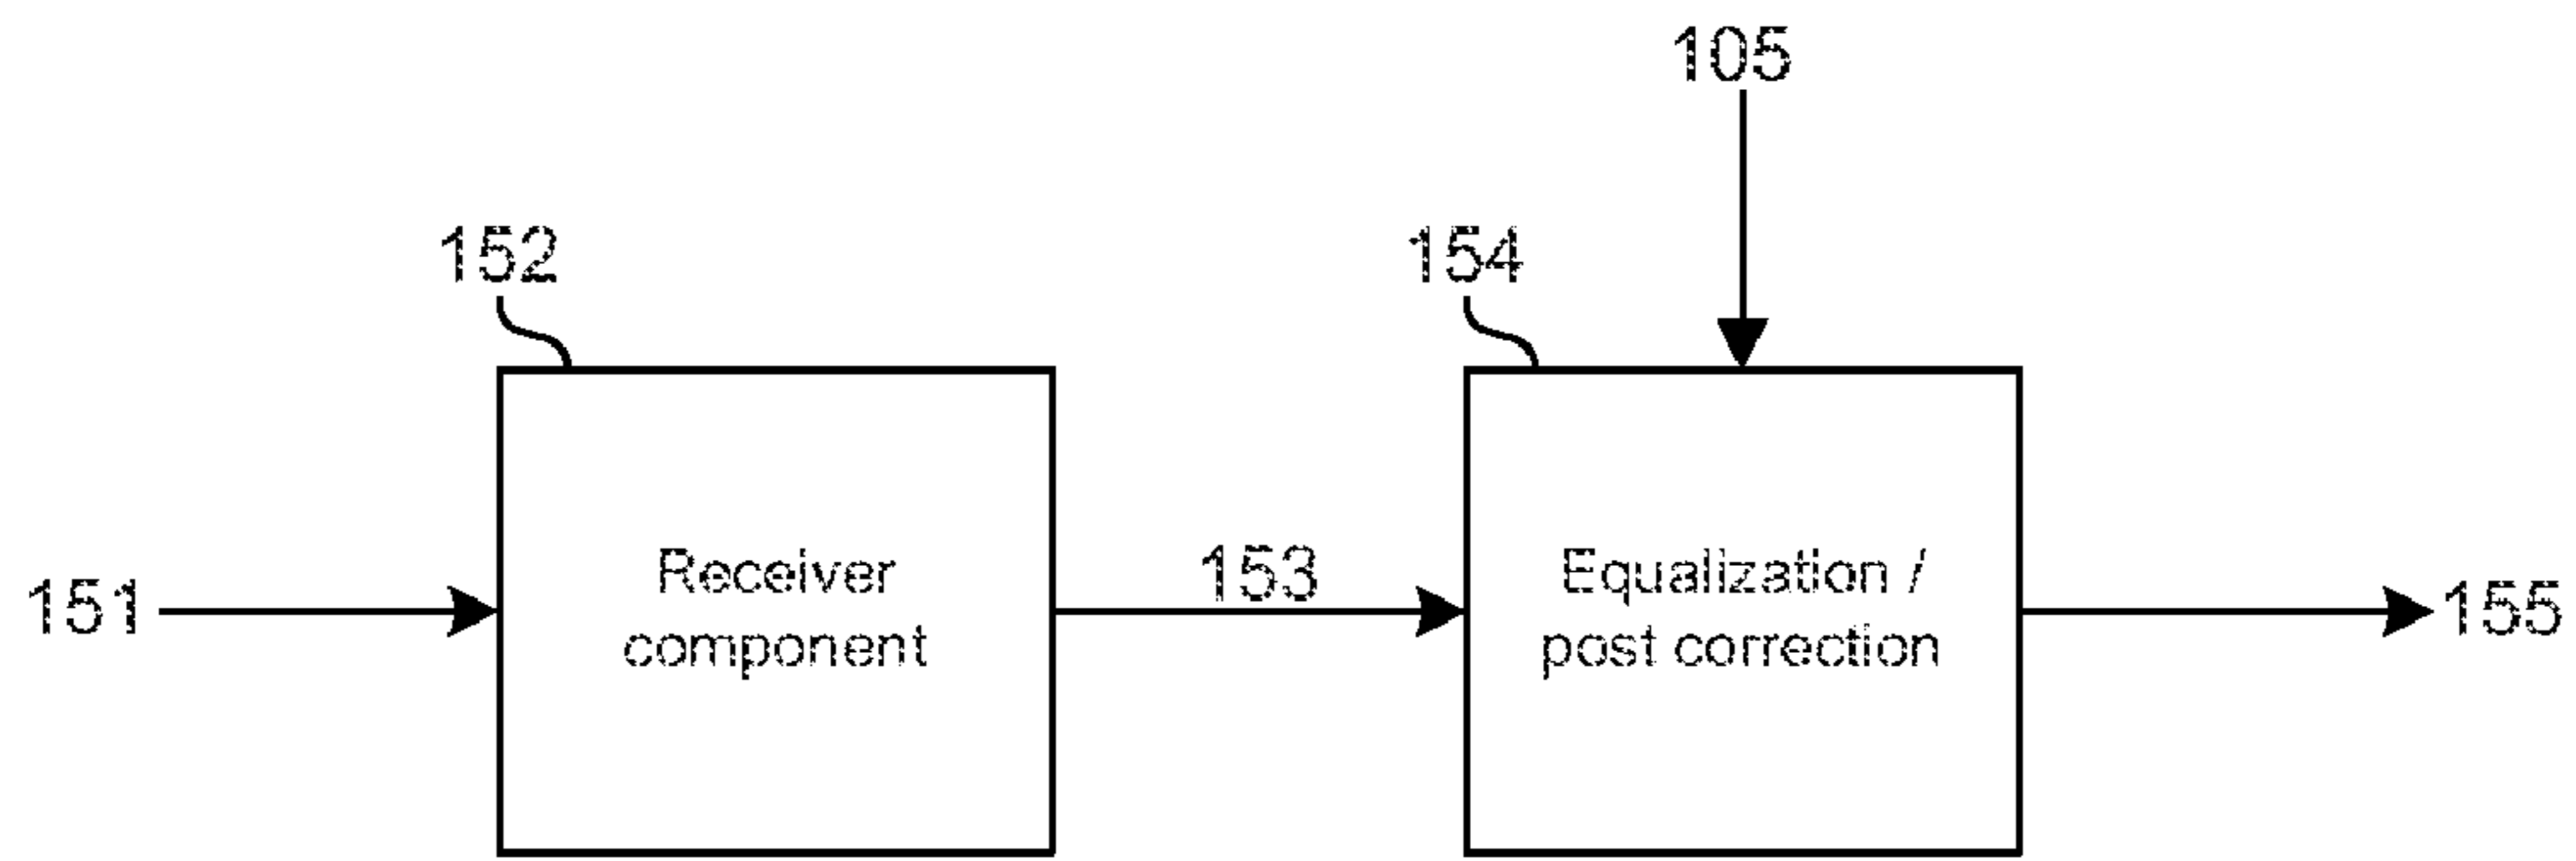 105
152
154
151
Receiver
component
153
Equalization /
post correction
155